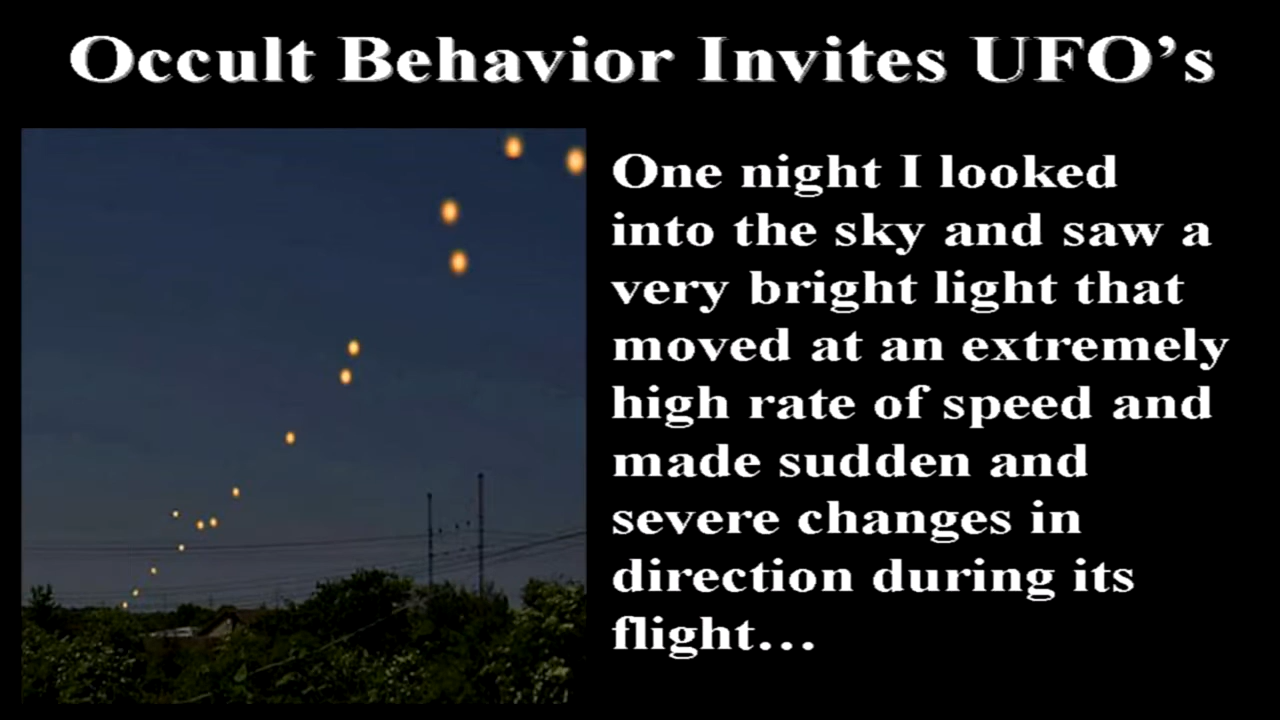 Occult Behavior Invites UFO’s
One night I looked
into the sky and saw a
very bright light that
moved at an extremely
high rate of speed and
made sudden and
severe changes in
direction during its
flight…